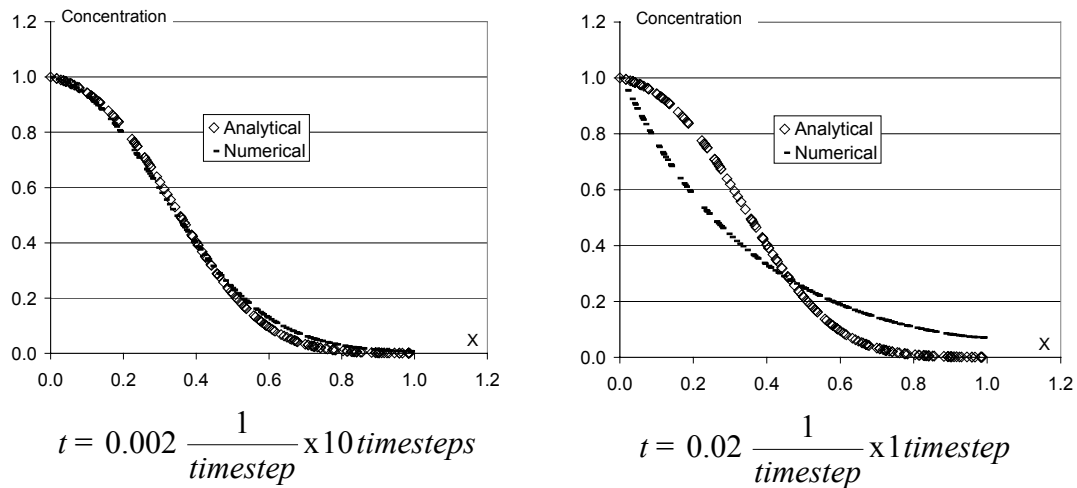 Concentration
1.2
1.0
0.8
0.6
0.4
0.2
0.0
0.0 0.2 0.4 0.6 0.8 1.0 1.2
X
Analytical
Numerical
t = 0.002 1/timestep x10 timesteps
Concentration
1.2
1.0
0.8
0.6
0.4
0.2
0.0
0.0 0.2 0.4 0.6 0.8 1.0 1.2
X
Analytical
Numerical
t = 0.02 1/timestep x1 timestep